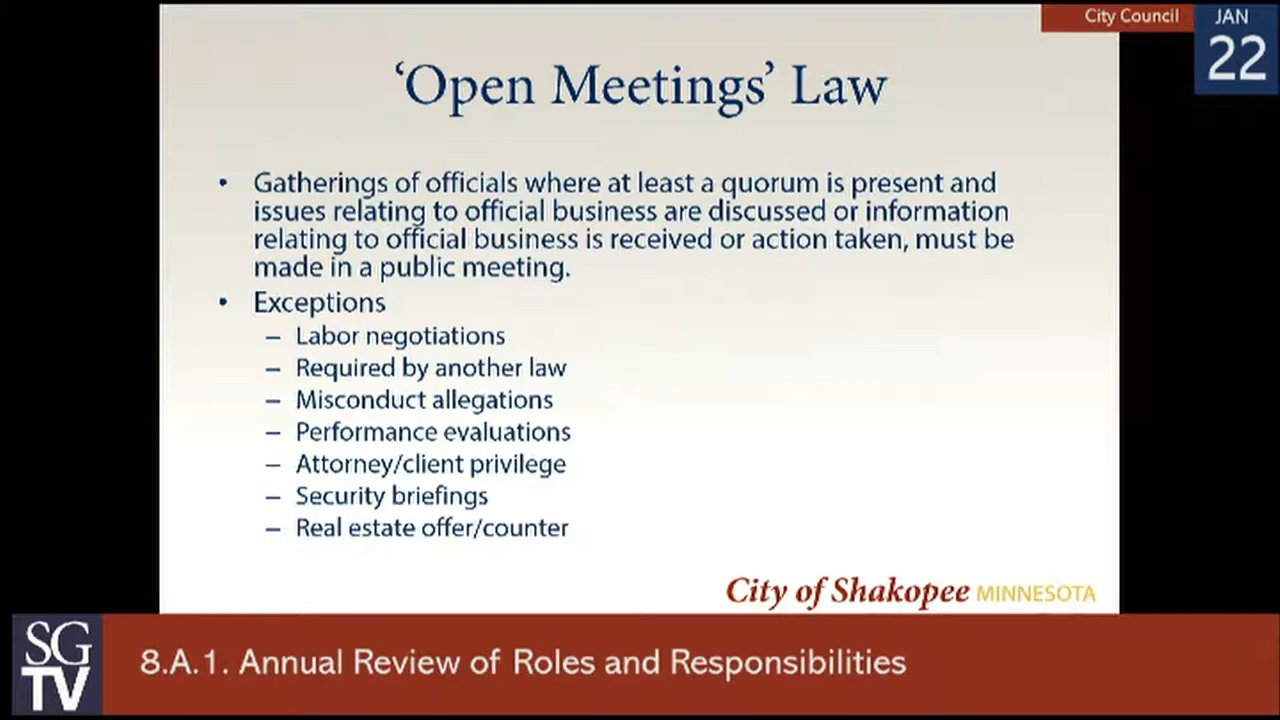 City Council
JAN
22
‘Open Meetings’ Law
• Gatherings of officials where at least a quorum is present and
issues relating to official business are discussed or information
relating to official business is received or action taken, must be
made in a public meeting.
• Exceptions
– Labor negotiations
– Required by another law
– Misconduct allegations
– Performance evaluations
– Attorney/client privilege
– Security briefings
– Real estate offer/counter
City of Shakopee MINNESOTA
SG
TV
8.A.1. Annual Review of Roles and Responsibilities